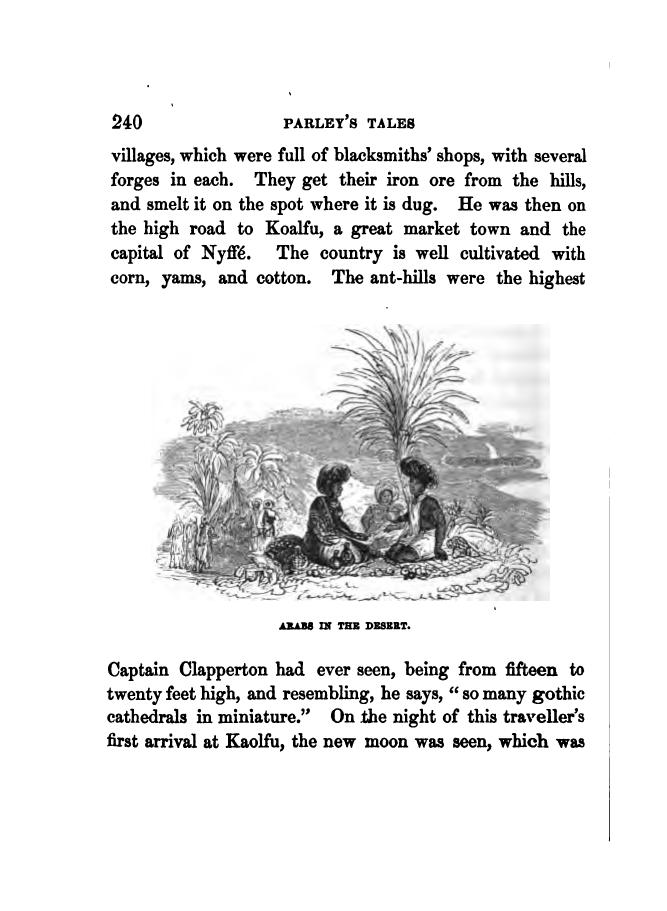 240 PARLEY'S TALES
villages, which were full of blacksmiths' shops, with several
forges in each. They get their iron ore from the hills,
and smelt it on the spot where it is dug. He was then on
the high road to Koalfu, a great market town and the
capital of Nyffé. The country is well cultivated with
corn, yams, and cotton. The ant-hills were the highest
ARABS IN THE DESERT.
Captain Clapperton had ever seen, being from fifteen to
twenty feet high, and resembling, he says, “ so many gothic
cathedrals in miniature.” On the night of this traveller's
first arrival at Kaolfu, the new moon was seen, which was